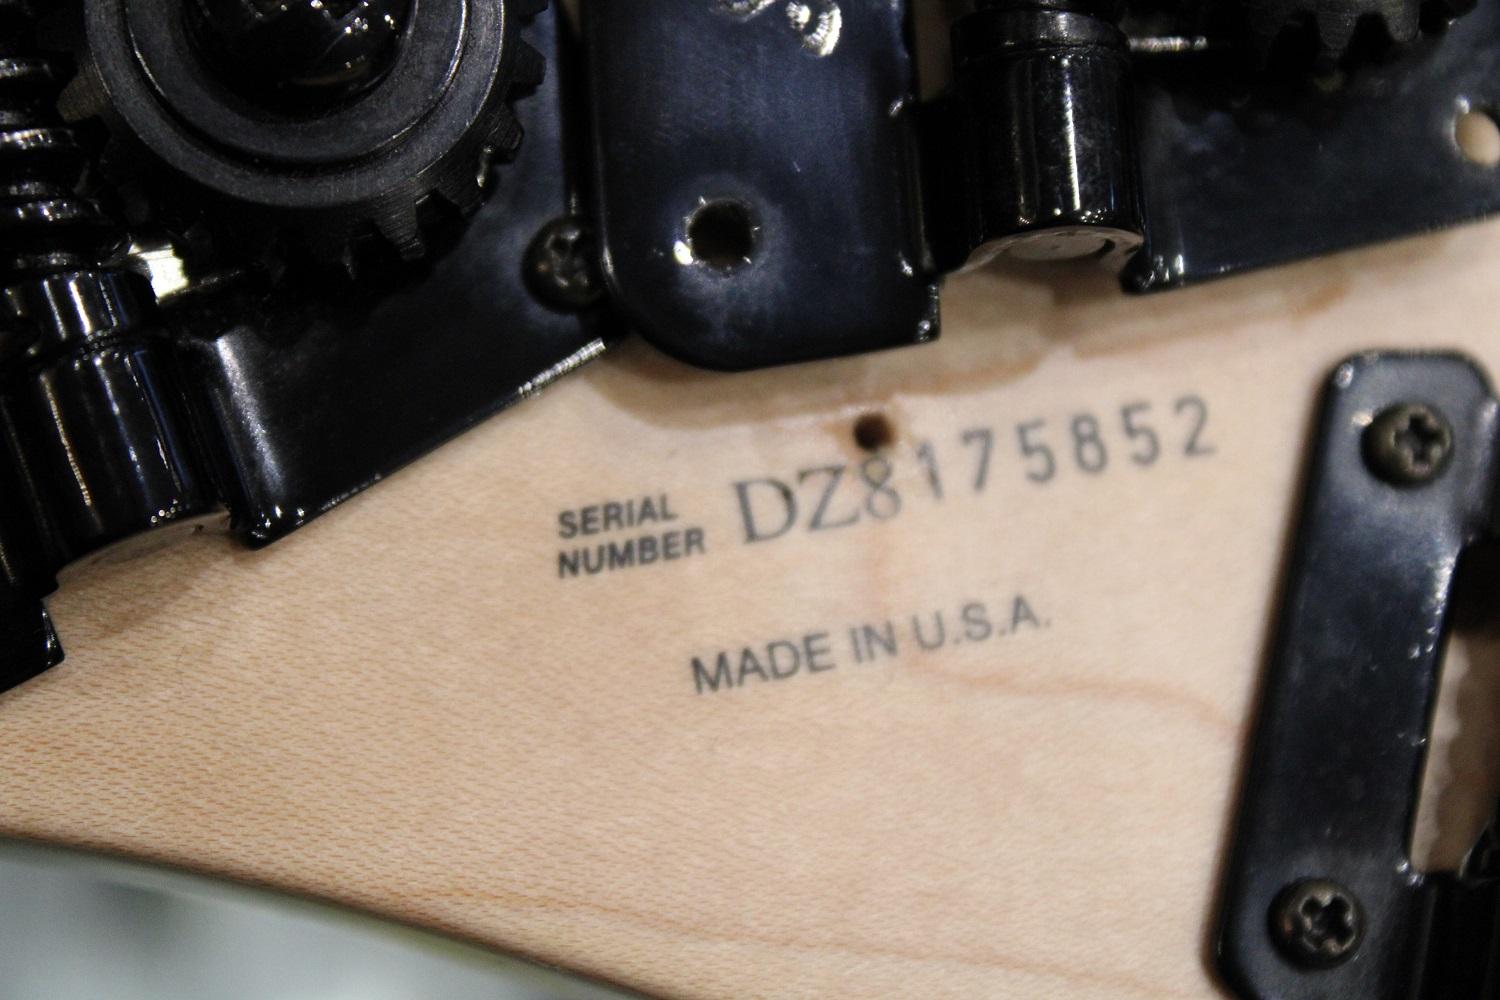 SERIAL
NUMBER DZ8175852
MADE IN U.S.A.